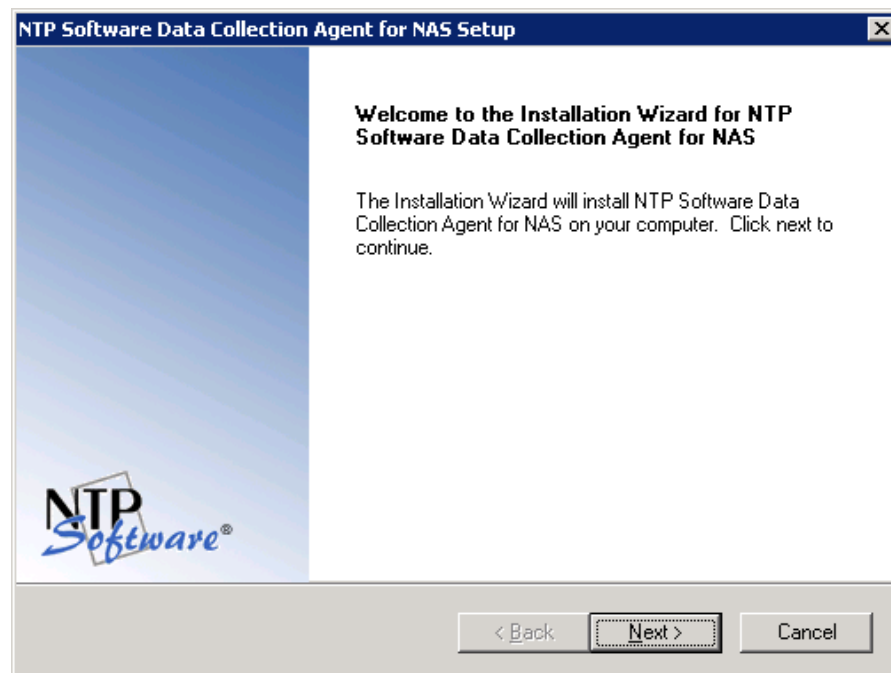 NTP Software Data Collection Agent for NAS Setup
Welcome to the Installation Wizard for NTP
Software Data Collection Agent for NAS
The Installation Wizard will install NTP Software Data
Collection Agent for NAS on your computer.  Click next to
continue.
NTP
Software®
< Back
Next >
Cancel